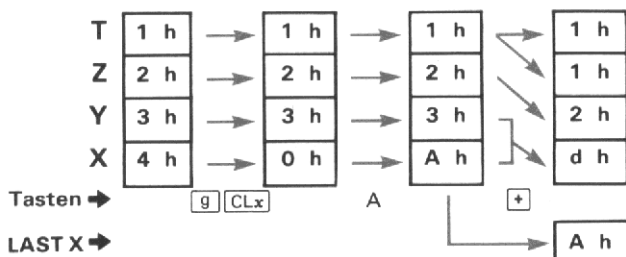 T 1 h 1 h 1 h 1 h
Z 2 h 2 h 2 h 1 h
Y 3 h 3 h 3 h 2 h
X 4 h 0 h A h d h
Tasten g CLx A +
LAST X A h